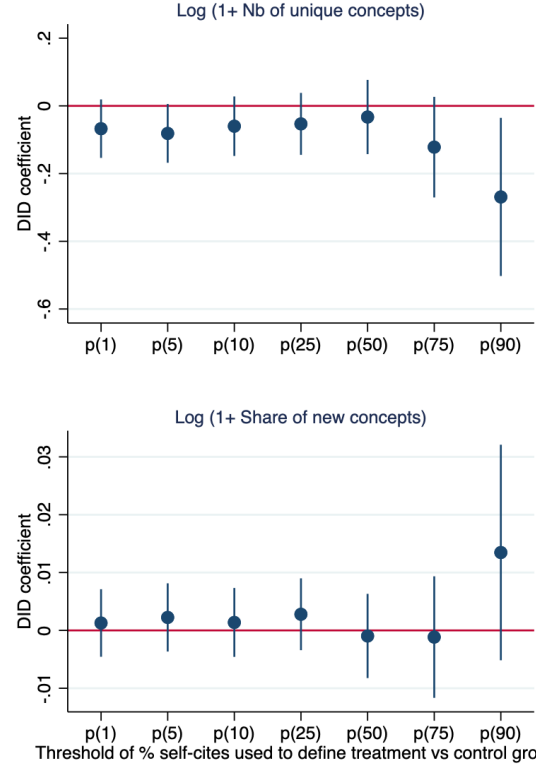 Log (1+ Nb of unique concepts)
DID coefficient
.2
0
-.2
-.4
-.6
p(1) p(5) p(10) p(25) p(50) p(75) p(90)
Log (1+ Share of new concepts)
DID coefficient
.03
.02
.01
0
-.01
p(1) p(5) p(10) p(25) p(50) p(75) p(90)
Threshold of % self-cites used to define treatment vs control gro